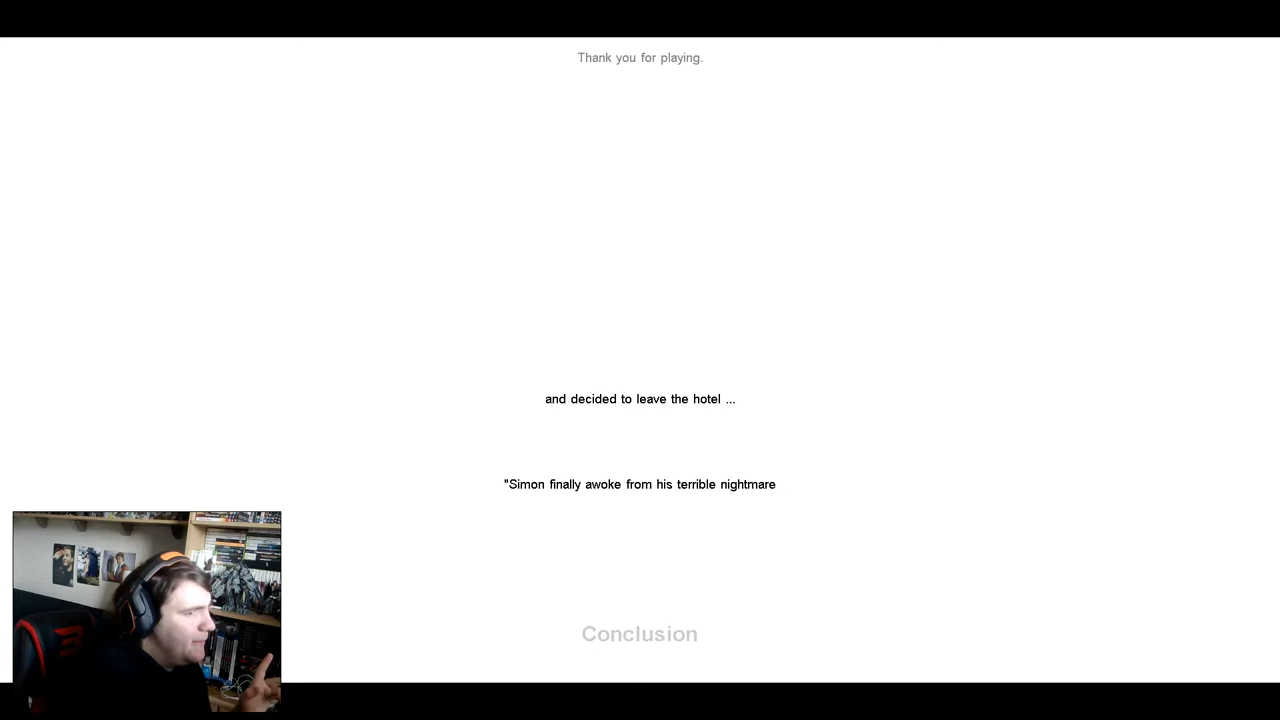 Thank you for playing.
and decided to leave the hotel ...
"Simon finally awoke from his terrible nightmare
Conclusion